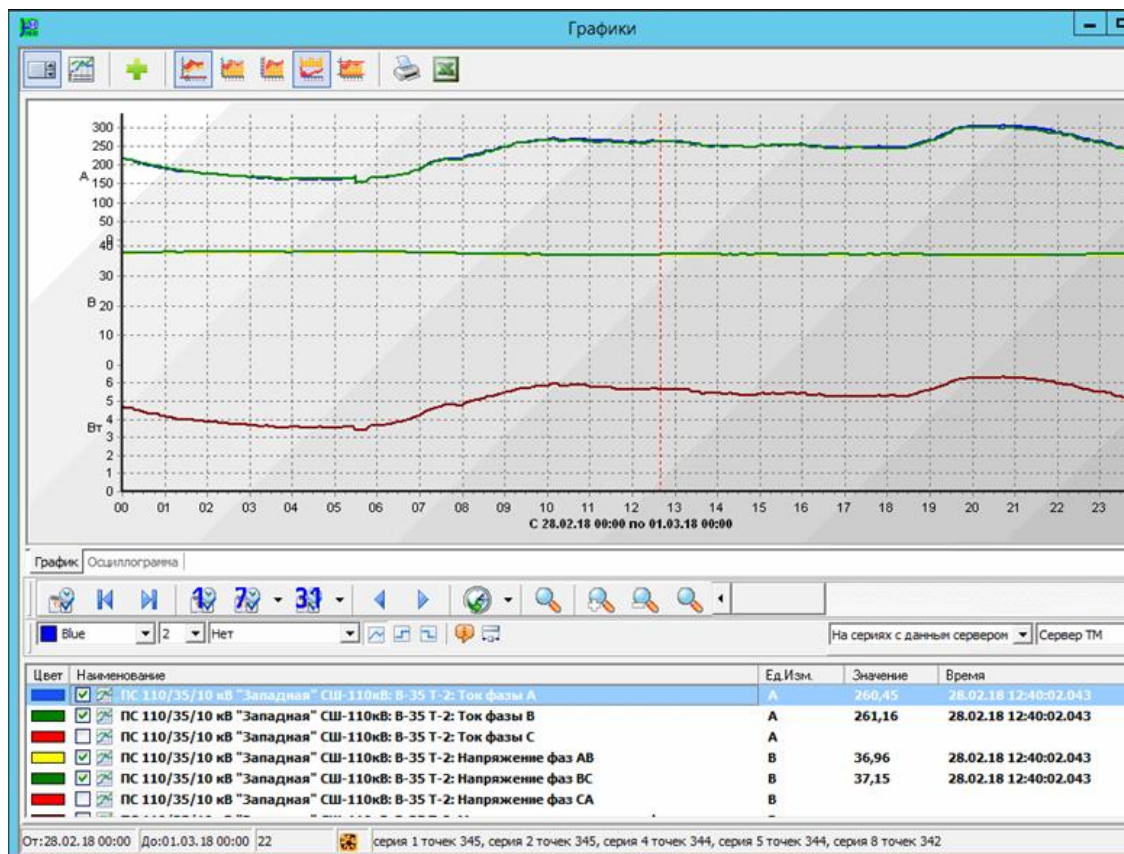 Графики
300
250
200
А
150
100
50
0
40
30
В
20
10
0
6
5
4
Вт
3
2
1
0
00 01 02 03 04 05 06 07 08 09 10 11 12 13 14 15 16 17 18 19 20 21 22 23
С 28.02.18 00:00 по 01.03.18 00:00
График Осциллограмма
1 7 31
Blue 2 Нет На сериях с данным сервером Сервер ТМ
Цвет Наименование Ед.Изм. Значение Время
ПС 110/35/10 кВ "Западная" СШ-110кВ: В-35 Т-2: Ток фазы А А 260,45 28.02.18 12:40:02.043
ПС 110/35/10 кВ "Западная" СШ-110кВ: В-35 Т-2: Ток фазы В А 261,16 28.02.18 12:40:02.043
ПС 110/35/10 кВ "Западная" СШ-110кВ: В-35 Т-2: Ток фазы С А
ПС 110/35/10 кВ "Западная" СШ-110кВ: В-35 Т-2: Напряжение фаз АВ В 36,96 28.02.18 12:40:02.043
ПС 110/35/10 кВ "Западная" СШ-110кВ: В-35 Т-2: Напряжение фаз ВС В 37,15 28.02.18 12:40:02.043
ПС 110/35/10 кВ "Западная" СШ-110кВ: В-35 Т-2: Напряжение фаз СА В
От:28.02.18 00:00 До:01.03.18 00:00 22 серия 1 точек 345, серия 2 точек 345, серия 4 точек 344, серия 5 точек 344, серия 8 точек 342